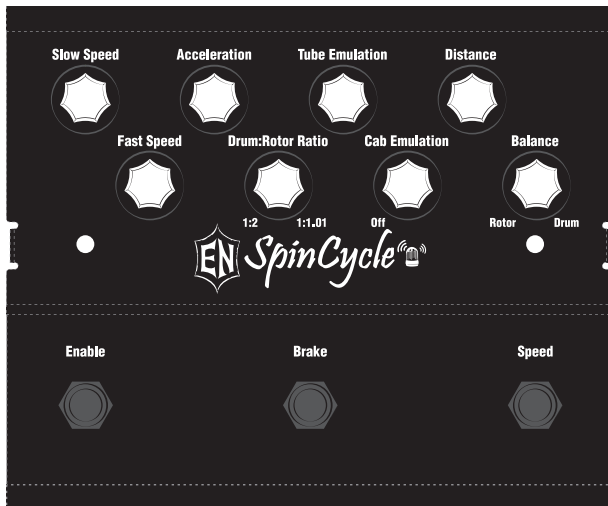 Slow Speed Acceleration Tube Emulation Distance
Fast Speed Drum:Rotor Ratio Cab Emulation Balance
1:2 1:1.01 Off Rotor Drum
EN SpinCycle
Enable Brake Speed